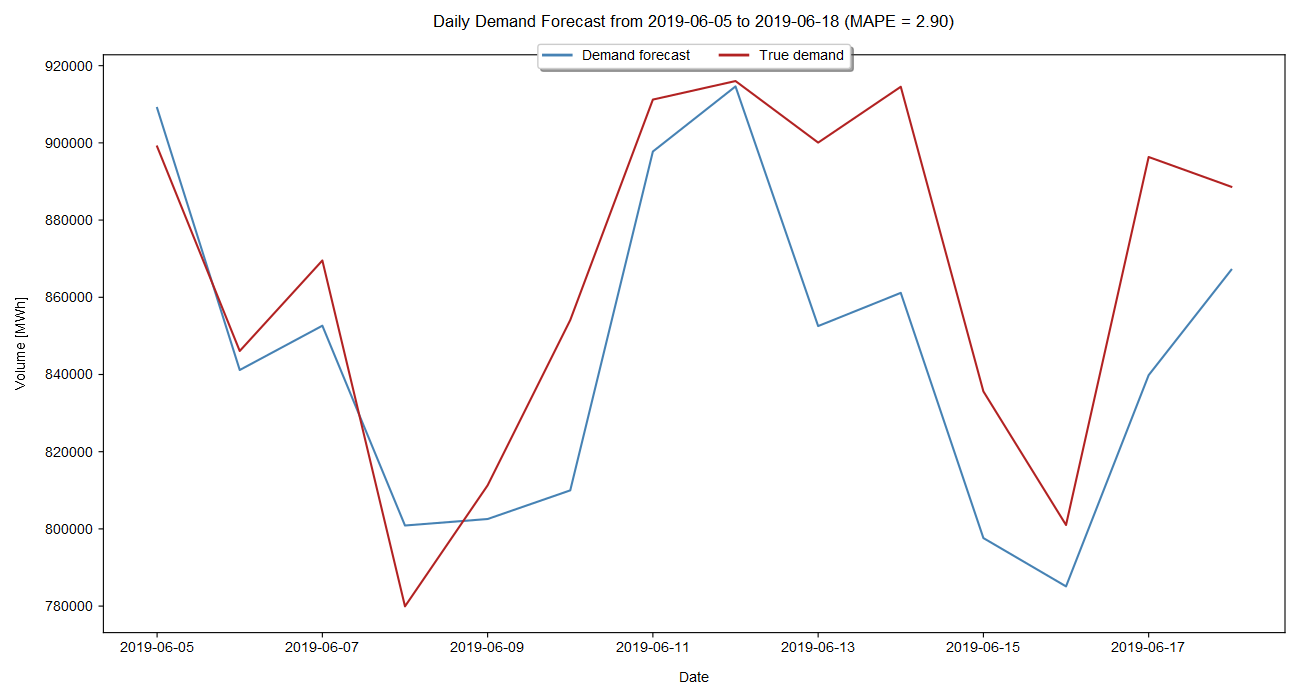 Daily Demand Forecast from 2019-06-05 to 2019-06-18 (MAPE = 2.90)
Demand forecast True demand
920000
900000
880000
860000
840000
820000
800000
780000
Volume [MWh]
2019-06-05 2019-06-07 2019-06-09 2019-06-11 2019-06-13 2019-06-15 2019-06-17
Date